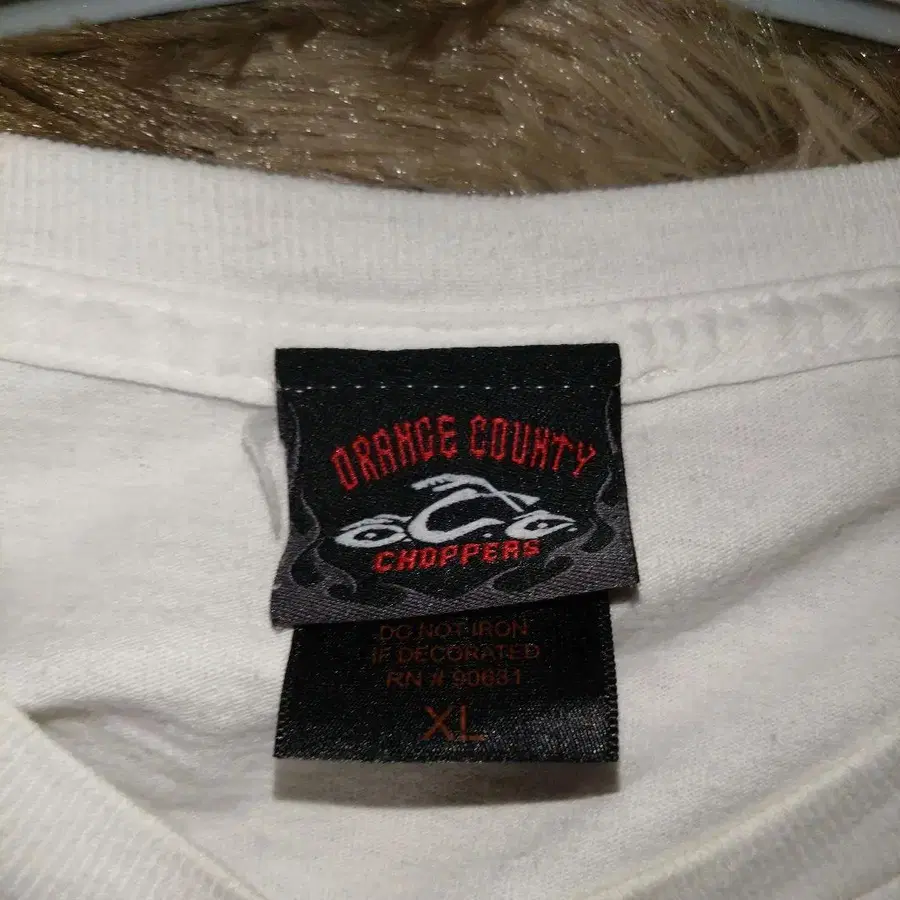 ORANGE COUNTY
CHOPPERS
DO NOT IRON
IF DECORATED
RN # 90681
XL